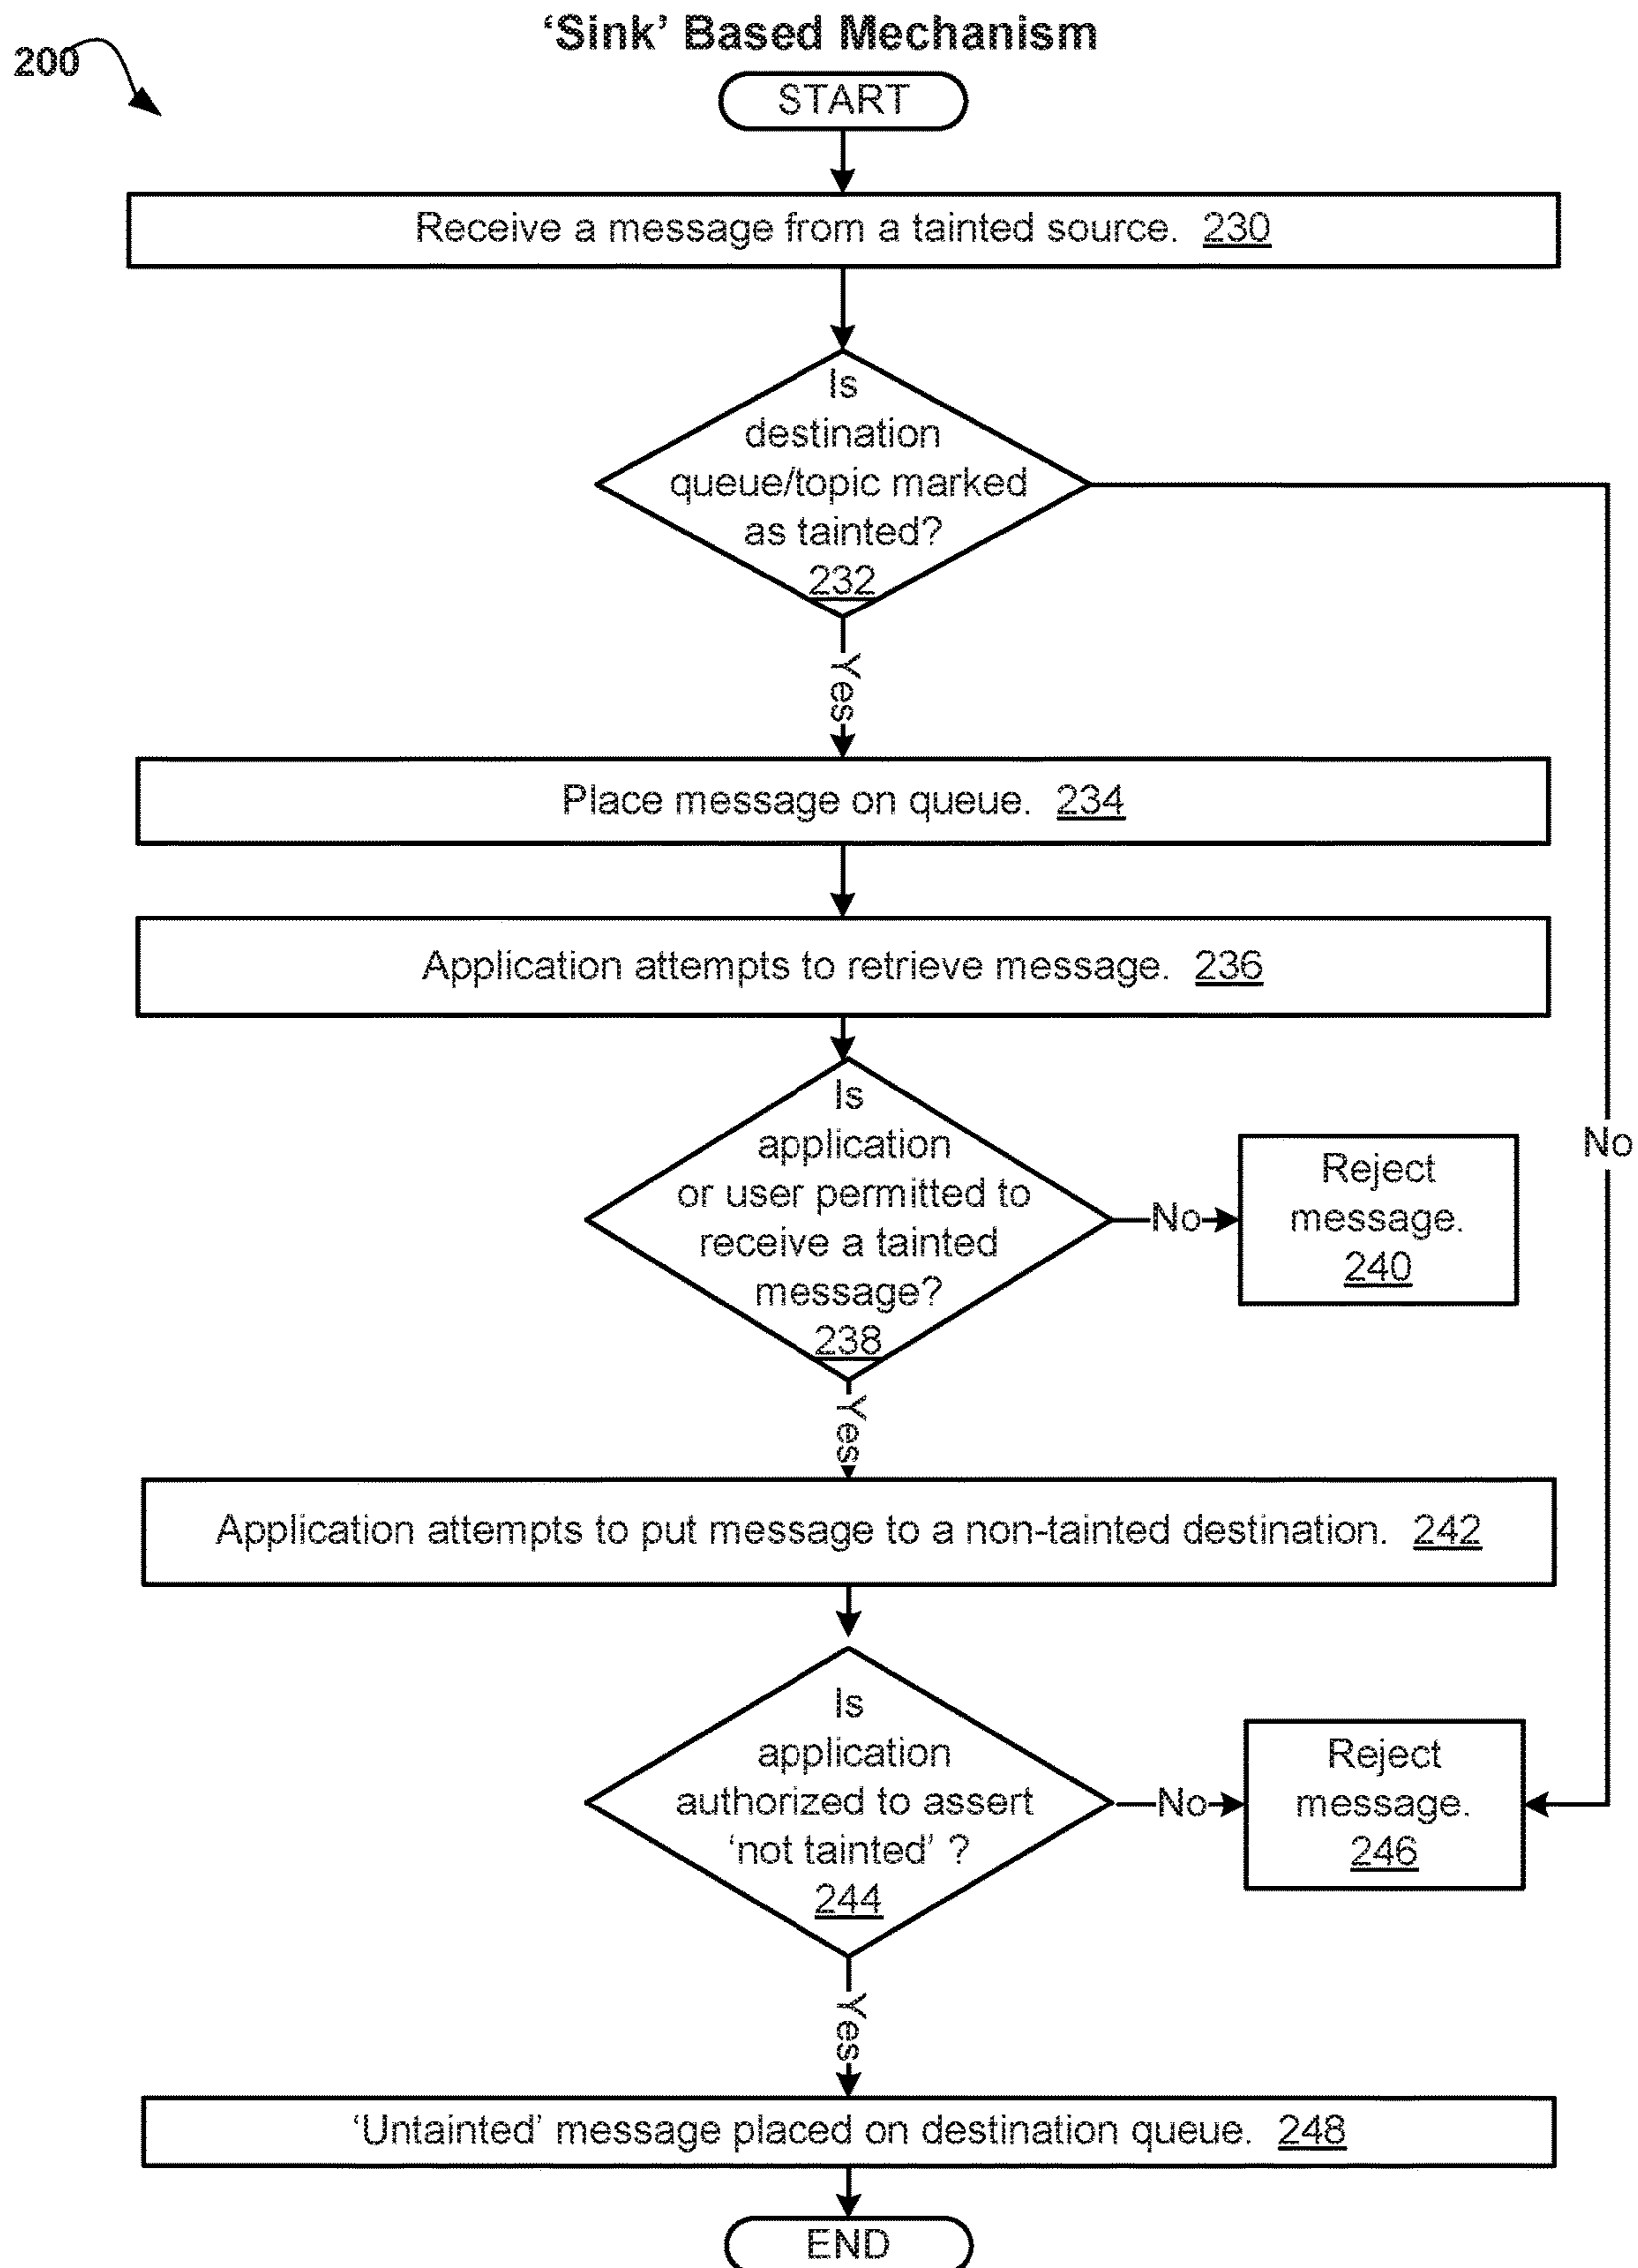 ‘Sink’ Based Mechanism
200
START
Receive a message from a tainted source. 230
Is
destination
queue/topic marked
as tainted?
232
Yes
Place message on queue. 234
Application attempts to retrieve message. 236
Is
application
or user permitted to
receive a tainted
message?
238
No
Reject
message.
240
No
Yes
Application attempts to put message to a non-tainted destination. 242
Is
application
authorized to assert
‘not tainted’ ?
244
No
Reject
message.
246
Yes
‘Untainted’ message placed on destination queue. 248
END